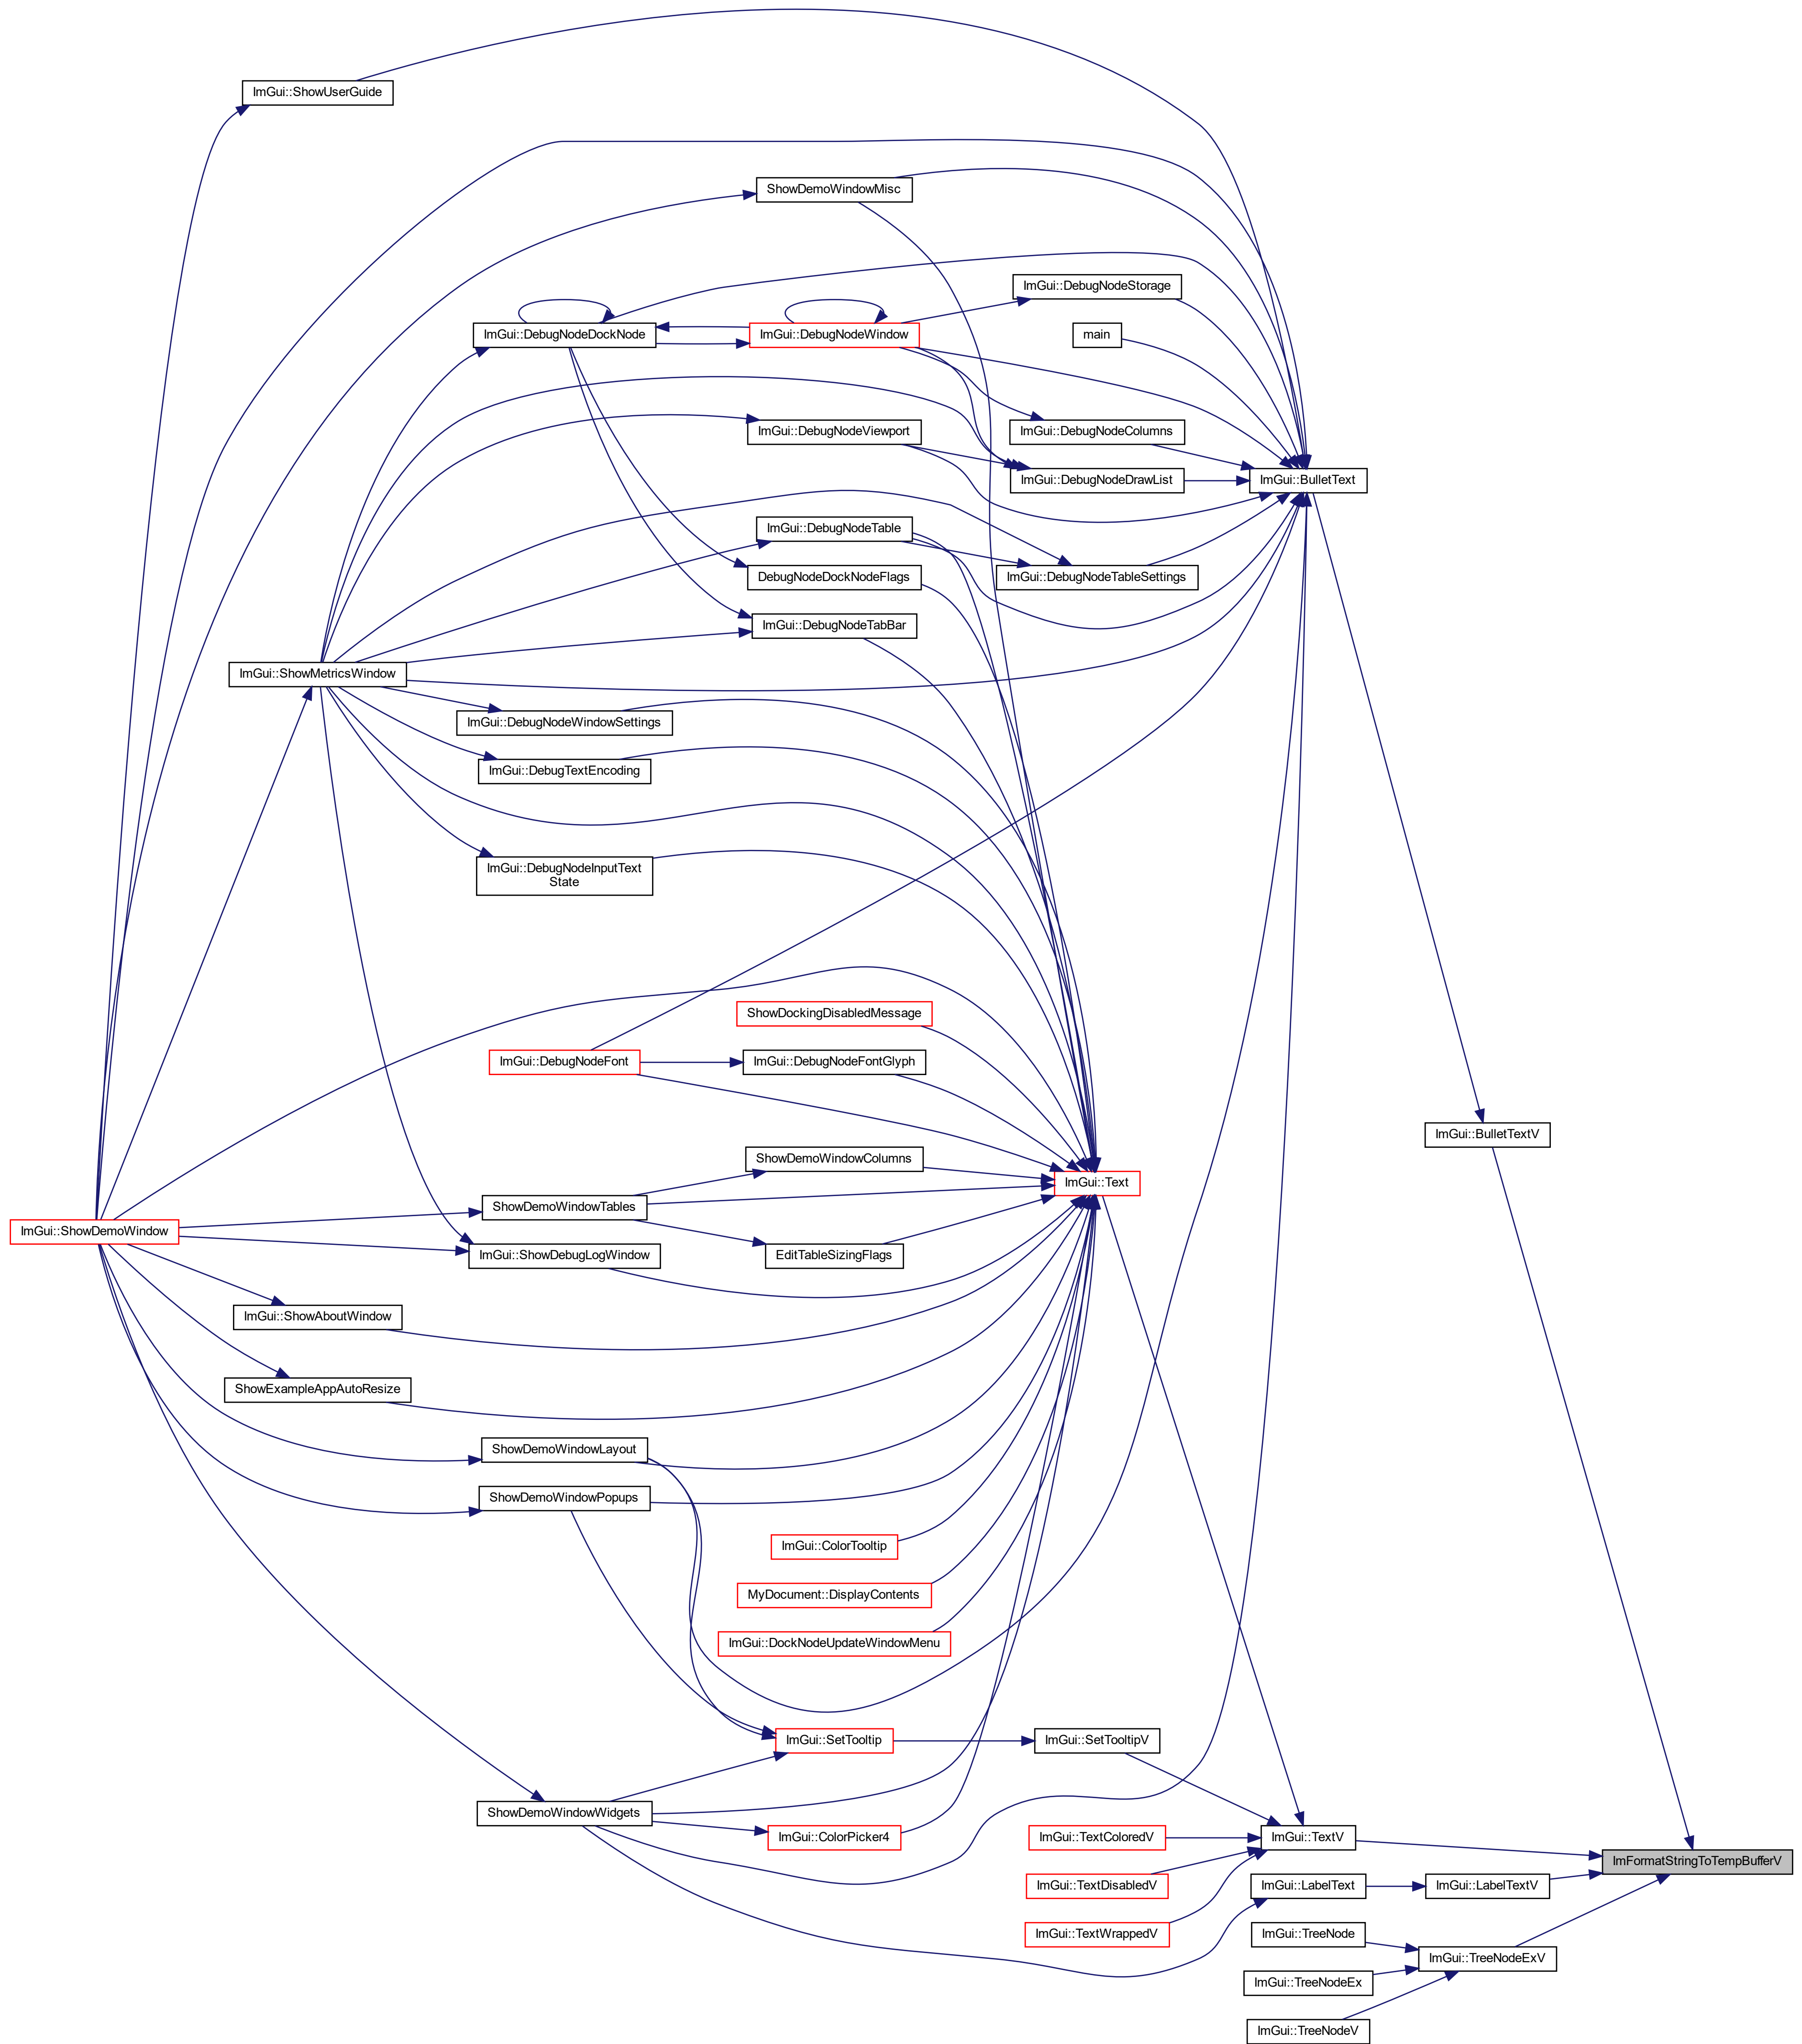 ImGui::ShowUserGuide
ShowDemoWindowMisc
ImGui::DebugNodeStorage
ImGui::DebugNodeDockNode
ImGui::DebugNodeWindow
main
ImGui::DebugNodeViewport
ImGui::DebugNodeColumns
ImGui::DebugNodeDrawList
ImGui::BulletText
ImGui::DebugNodeTable
DebugNodeDockNodeFlags
ImGui::DebugNodeTableSettings
ImGui::DebugNodeTabBar
ImGui::ShowMetricsWindow
ImGui::DebugNodeWindowSettings
ImGui::DebugTextEncoding
ImGui::DebugNodeInputText
State
ShowDockingDisabledMessage
ImGui::DebugNodeFont
ImGui::DebugNodeFontGlyph
ImGui::BulletTextV
ShowDemoWindowColumns
ImGui::Text
ShowDemoWindowTables
ImGui::ShowDemoWindow
ImGui::ShowDebugLogWindow
EditTableSizingFlags
ImGui::ShowAboutWindow
ShowExampleAppAutoResize
ShowDemoWindowLayout
ShowDemoWindowPopups
ImGui::ColorTooltip
MyDocument::DisplayContents
ImGui::DockNodeUpdateWindowMenu
ImGui::SetTooltip
ImGui::SetTooltipV
ShowDemoWindowWidgets
ImGui::ColorPicker4
ImGui::TextColoredV
ImGui::TextV
ImFormatStringToTempBufferV
ImGui::TextDisabledV
ImGui::LabelText
ImGui::LabelTextV
ImGui::TextWrappedV
ImGui::TreeNode
ImGui::TreeNodeExV
ImGui::TreeNodeEx
ImGui::TreeNodeV